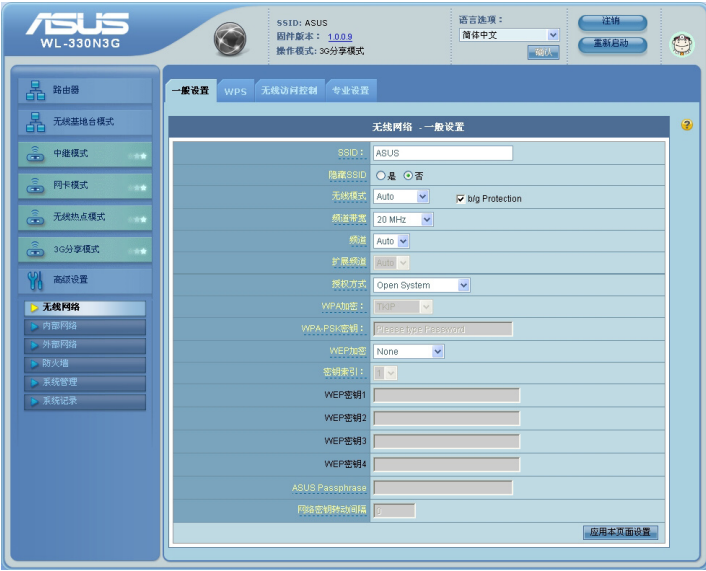 ASUS
WL-330N3G
SSID: ASUS
固件版本： 1.0.0.9
操作模式: 3G分享模式
语言选项：
简体中文
确认
注销
重新启动
路由器
无线基地台模式
中继模式
网卡模式
无线热点模式
3G分享模式
高级设置
无线网络
内部网络
外部网络
防火墙
系统管理
系统记录
一般设置 WPS 无线访问控制 专业设置
无线网络 - 一般设置
SSID： ASUS
隐藏SSID 是 否
无线模式 Auto b/g Protection
频道带宽 20 MHz
频道 Auto
扩展频道 Auto
授权方式 Open System
WPA加密： TKIP
WPA-PSK密钥： Please type Password
WEP加密 None
密钥索引： 1
WEP密钥1
WEP密钥2
WEP密钥3
WEP密钥4
ASUS Passphrase
网络密钥转动间隔 0
应用本页面设置